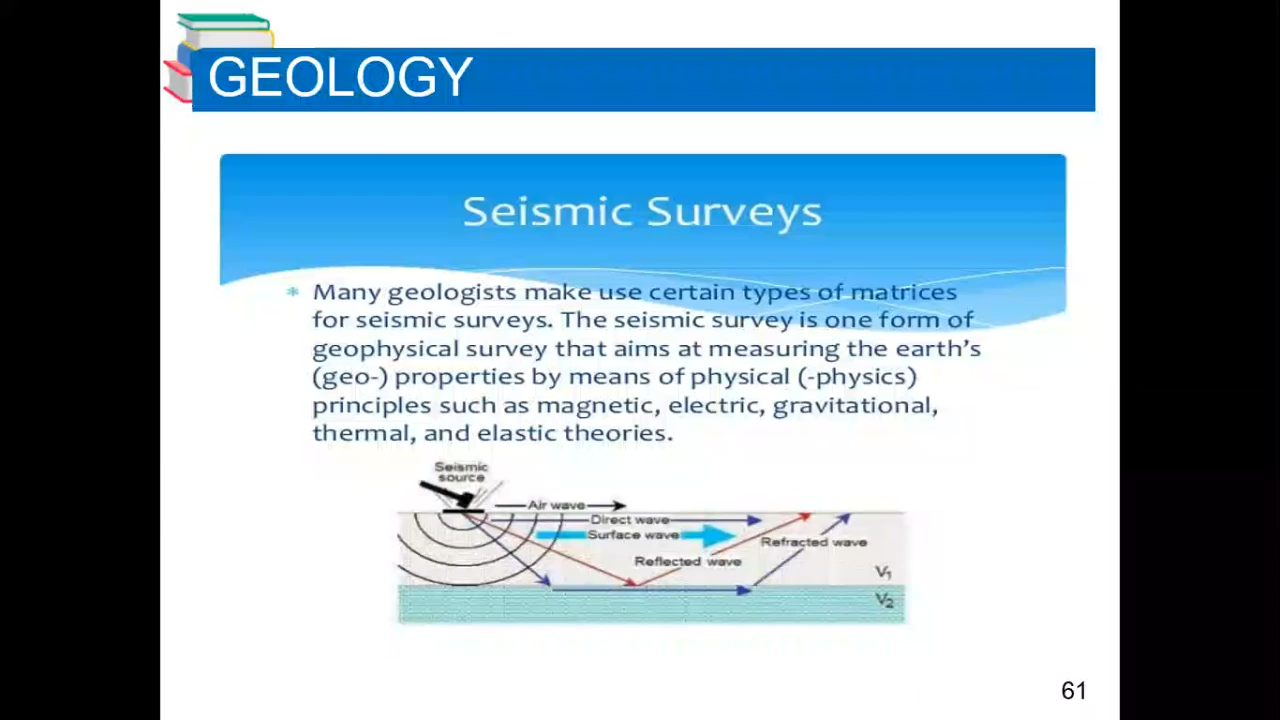 GEOLOGY
Seismic Surveys
* Many geologists make use certain types of matrices
for seismic surveys. The seismic survey is one form of
geophysical survey that aims at measuring the earth's
(geo-) properties by means of physical (-physics)
principles such as magnetic, electric, gravitational,
thermal, and elastic theories.
Seismic
source
Air wave
Direct wave
Surface wave
Refracted wave
Reflected wave
V1
V2
61